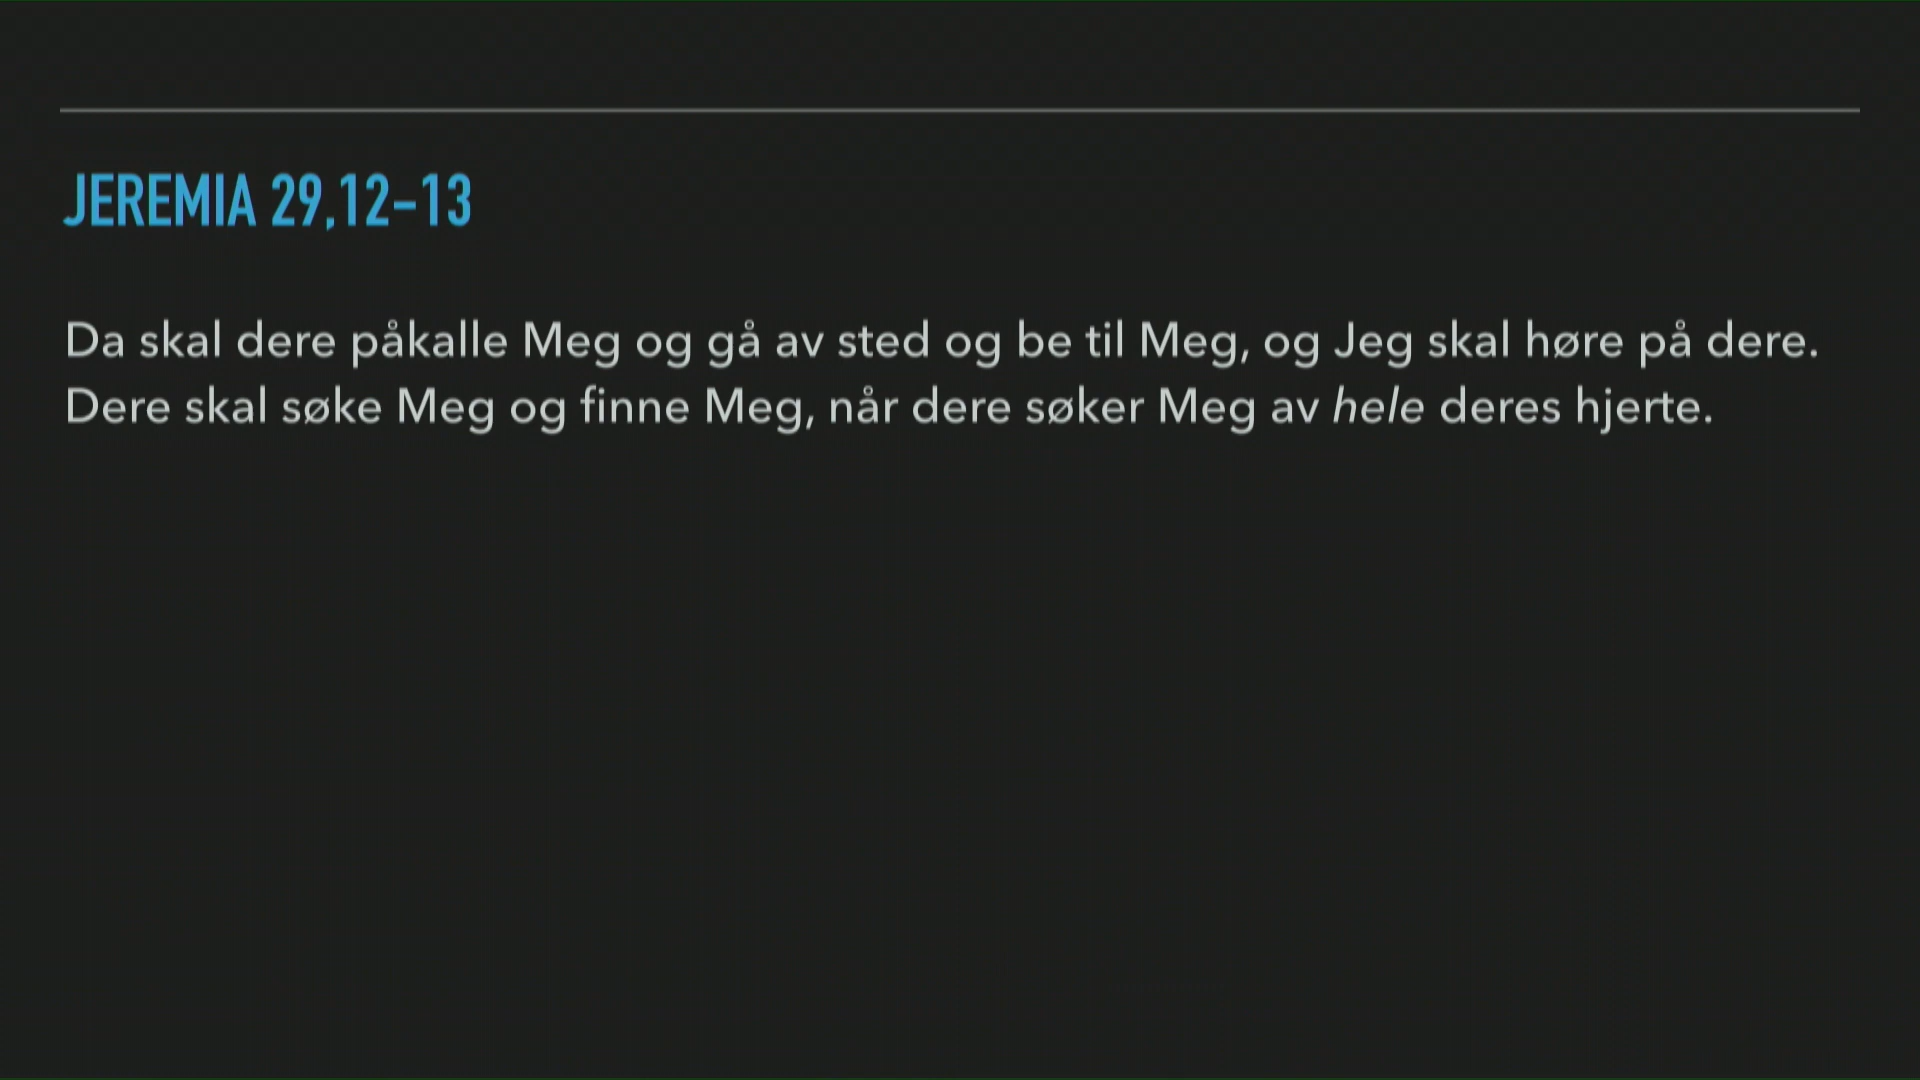 JEREMIA 29,12–13
Da skal dere påkalle Meg og gå av sted og be til Meg, og Jeg skal høre på dere.
Dere skal søke Meg og finne Meg, når dere søker Meg av hele deres hjerte.